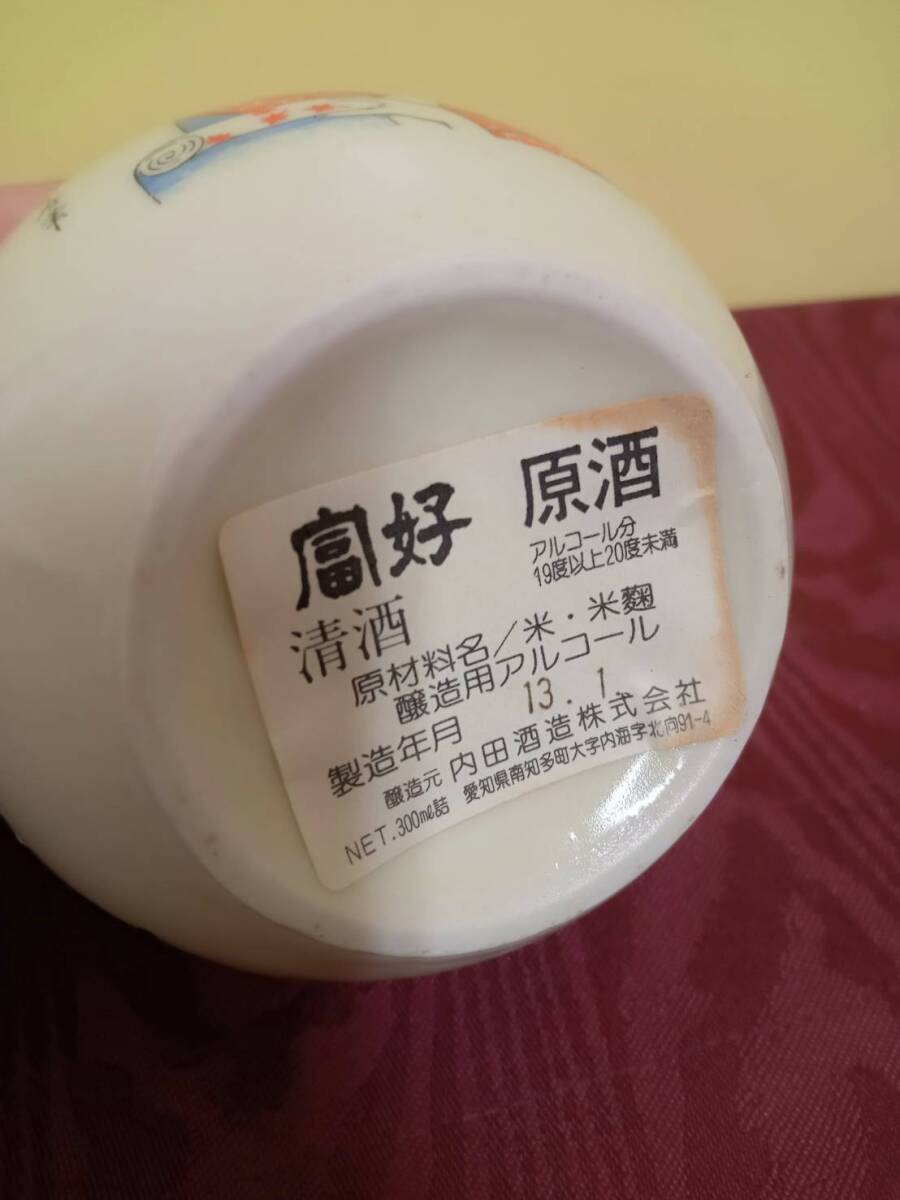 富好 原酒
アルコール分
19度以上20度未満
清酒
原材料名/米・米麹
醸造用アルコール
製造年月 13.1
醸造元 内田酒造株式会社
愛知県南知多町大字内海字北向91-4
NET.300ml詰